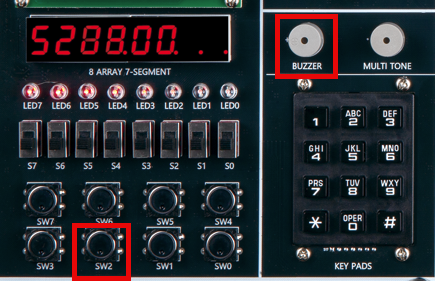 5288.00. . .
8 ARRAY 7-SEGMENT
LED7 LED6 LED5 LED4 LED3 LED2 LED1 LED0
S7 S6 S5 S4 S3 S2 S1 S0
SW7 SW6 SW5 SW4
SW3 SW2 SW1 SW0
BUZZER MULTI TONE
1 ABC 2 DEF 3
GHI 4 JKL 5 MNO 6
PRS 7 TUV 8 WXY 9
* OPER 0 #
KEY PADS